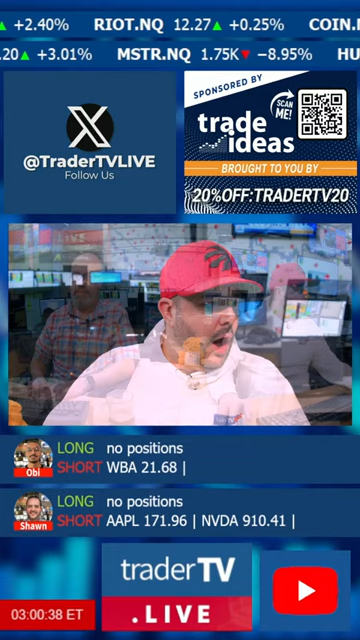 +2.40% RIOT.NQ 12.27▲ +0.25% COIN.
.20▲ +3.01% MSTR.NQ 1.75K▼ −8.95% HU
SPONSORED BY
SCAN ME!
trade ideas
BROUGHT TO YOU BY
20%OFF:TRADERTV20
X
@TraderTVLIVE
Follow Us
Obi
LONG no positions
SHORT WBA 21.68 |
Shawn
LONG no positions
SHORT AAPL 171.96 | NVDA 910.41 |
03:00:38 ET
traderTV
.LIVE